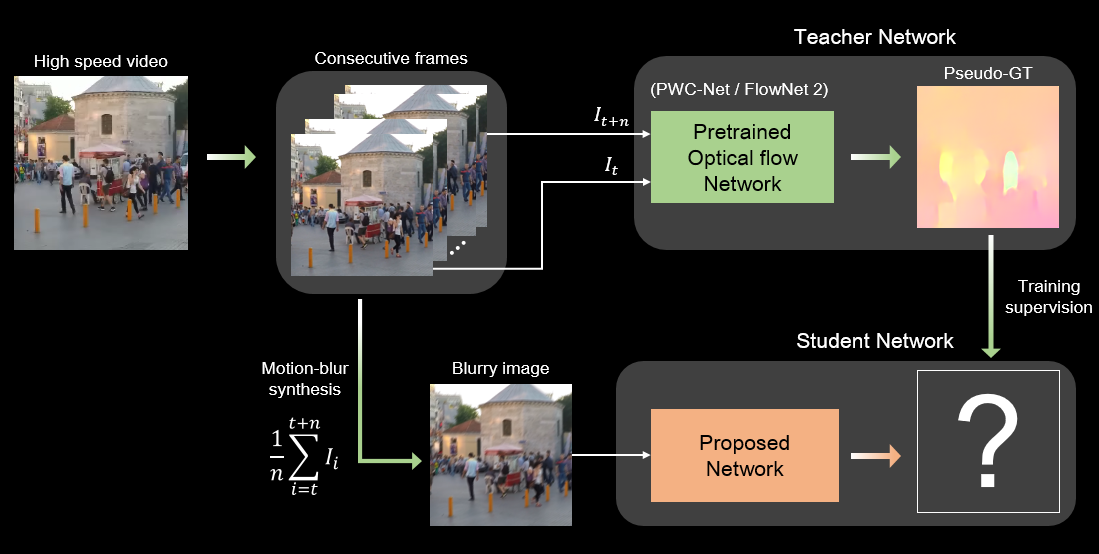 Teacher Network
High speed video
Consecutive frames
Pseudo-GT
(PWC-Net / FlowNet 2)
I_{t+n}
I_t
Pretrained
Optical flow
Network
Training
supervision
Student Network
Motion-blur
synthesis
Blurry image
\frac{1}{n}\sum_{i=t}^{t+n} I_i
Proposed
Network
?